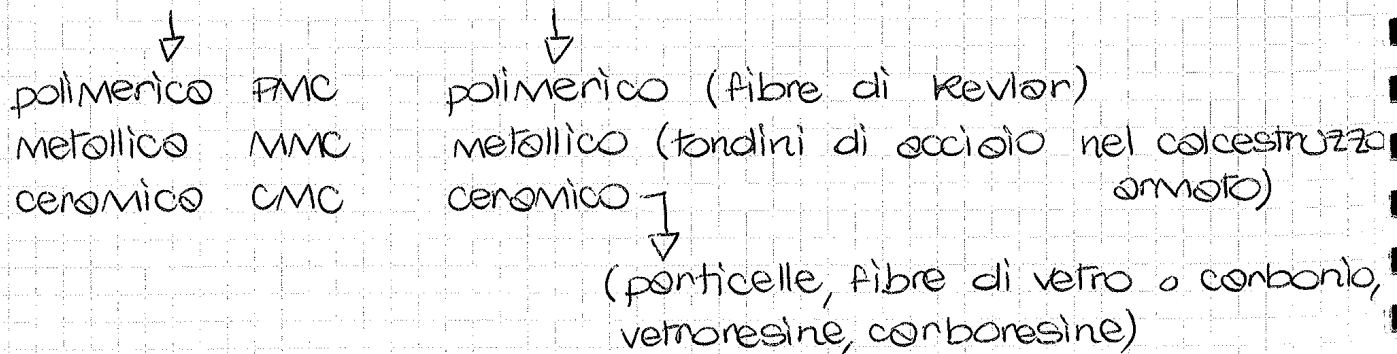 polimerico PMC polimerico (fibre di Kevlar)
metallico MMC metallico (tondini di acciaio nel calcestruzzo
armato)
ceramico CMC ceramico
(particelle, fibre di vetro o carbonio,
vetroresine, carboresine)